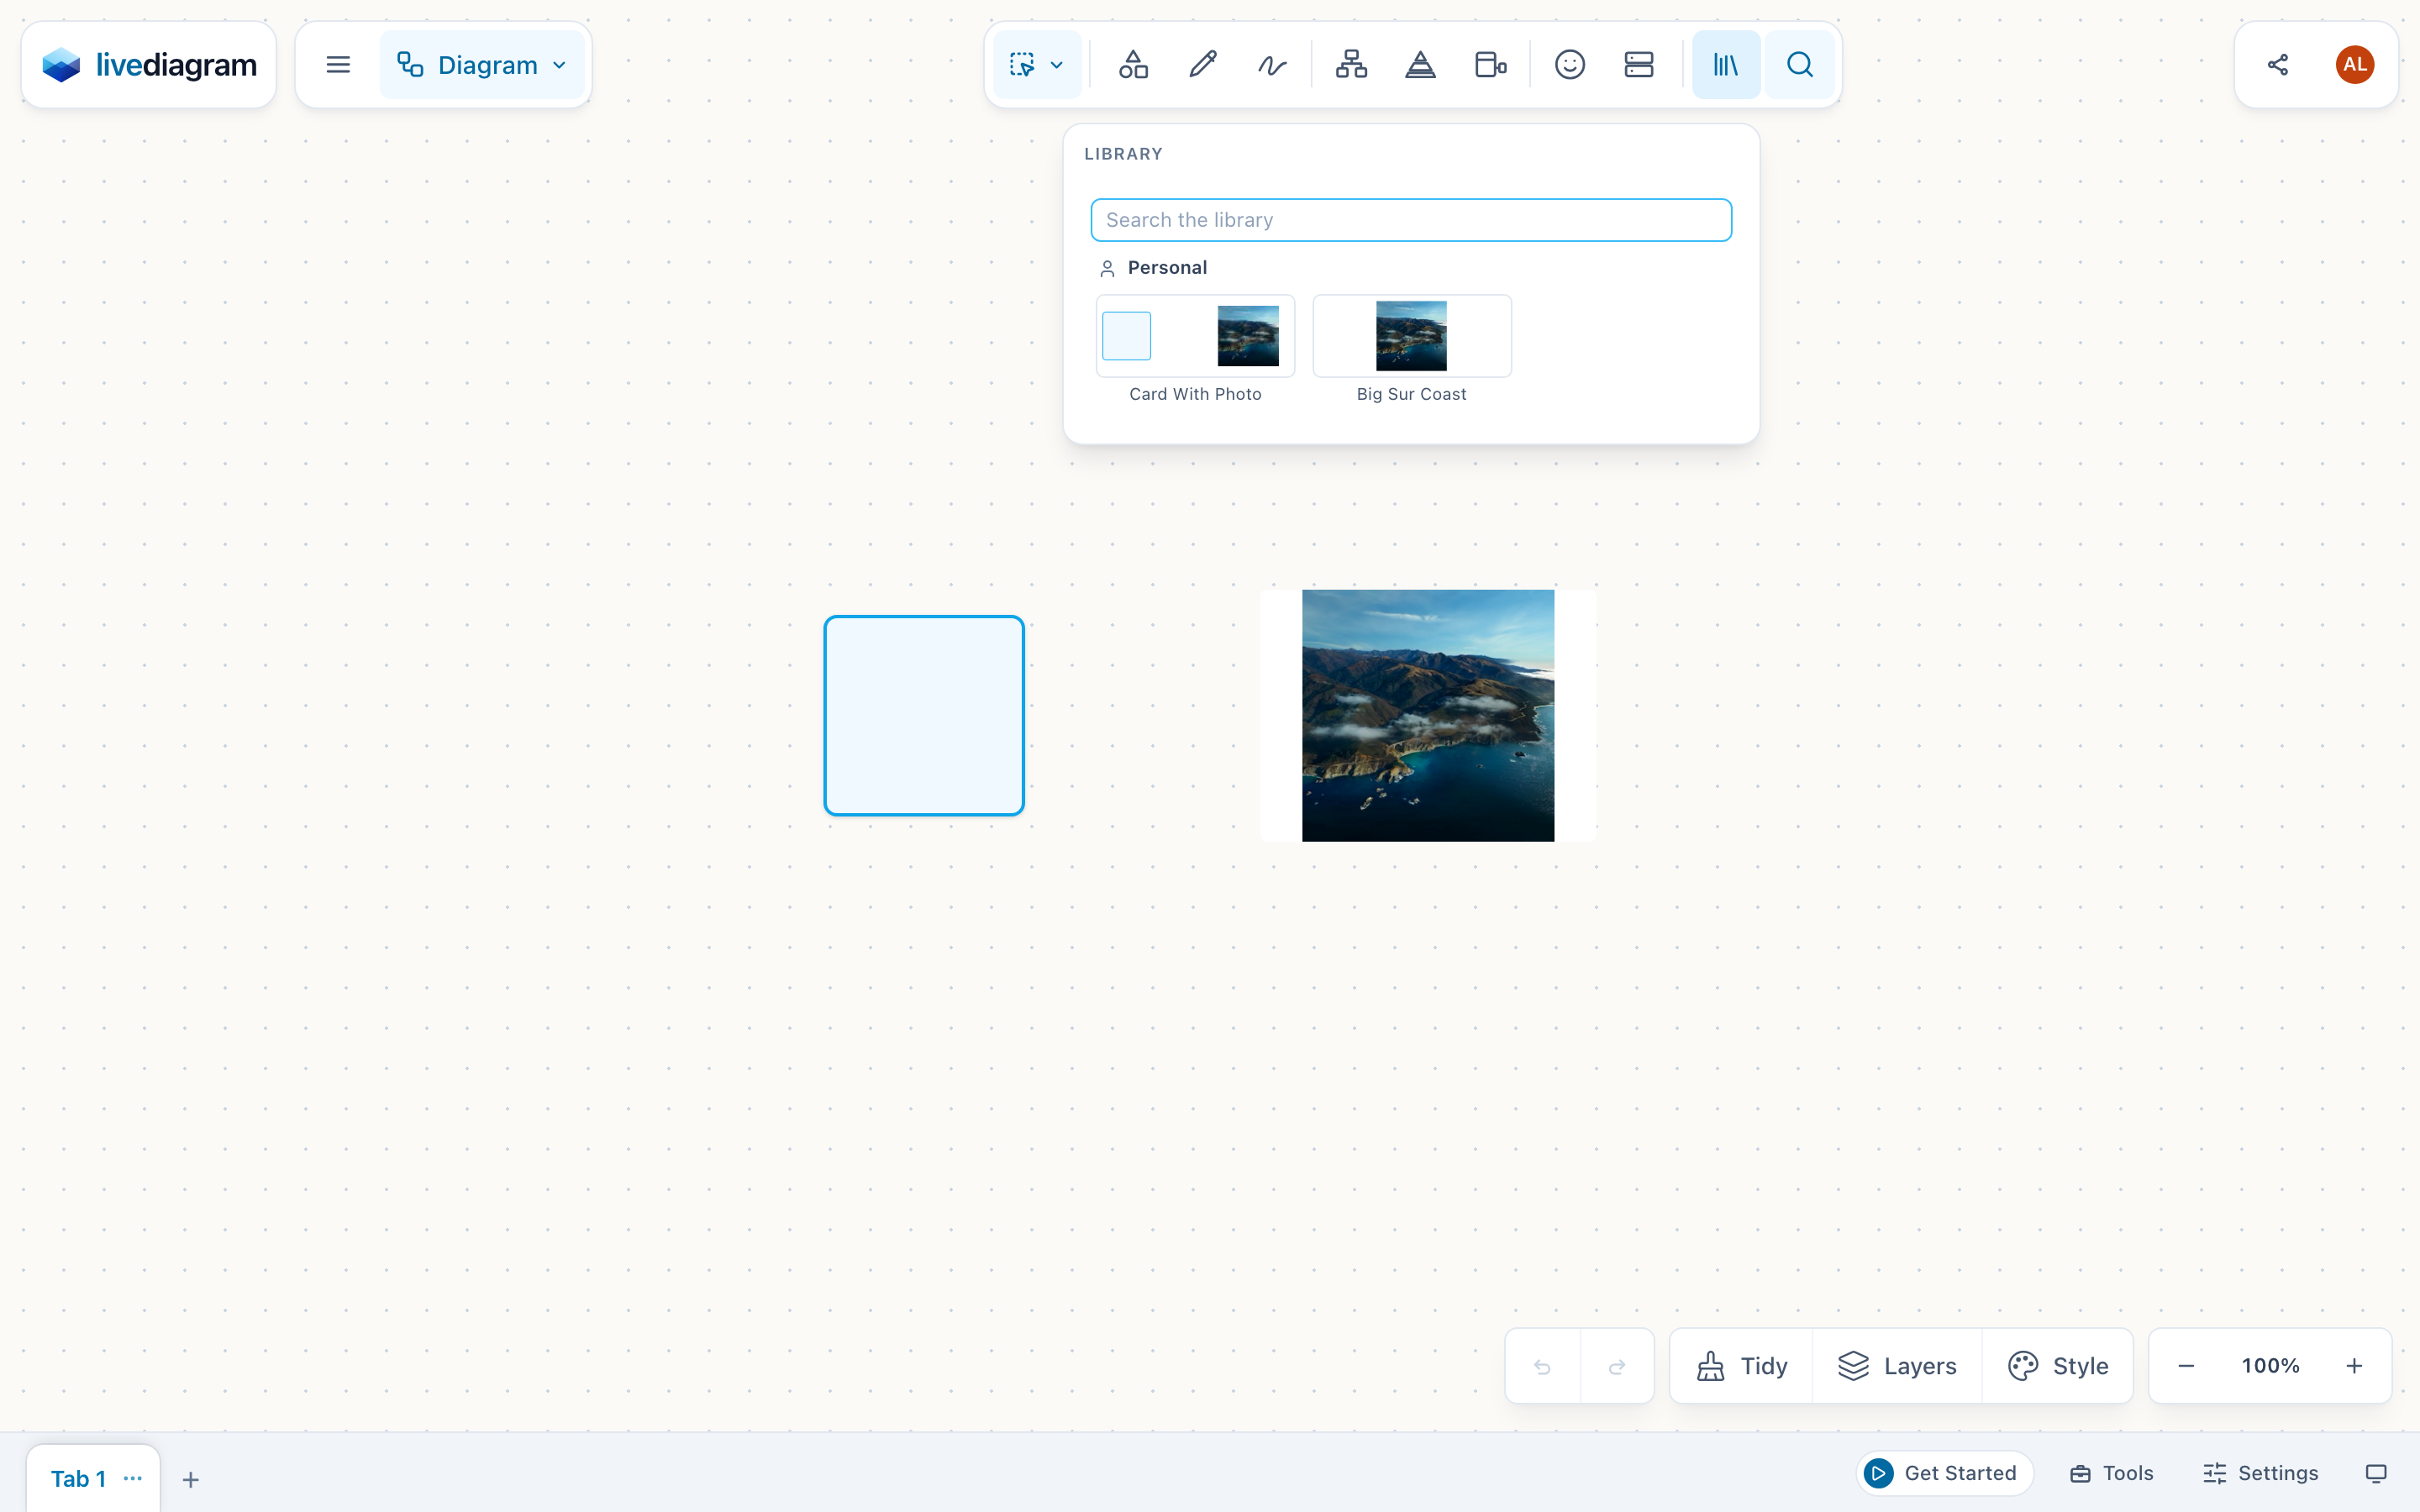 livediagram
Diagram
AL
LIBRARY
Search the library
Personal
Card With Photo
Big Sur Coast
Tidy
Layers
Style
100%
Tab 1
Get Started
Tools
Settings